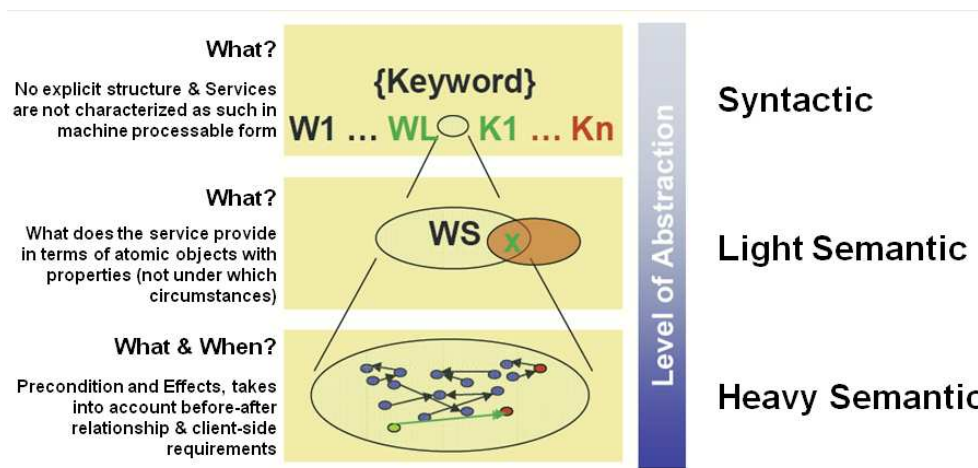 What?
No explicit structure & Services
are not characterized as such in
machine processable form
{Keyword}
W1 ... WL K1 ... Kn
Syntactic
What?
What does the service provide
in terms of atomic objects with
properties (not under which
circumstances)
WS
x
Light Semantic
What & When?
Precondition and Effects, takes
into account before-after
relationship & client-side
requirements
Heavy Semantic
Level of Abstraction